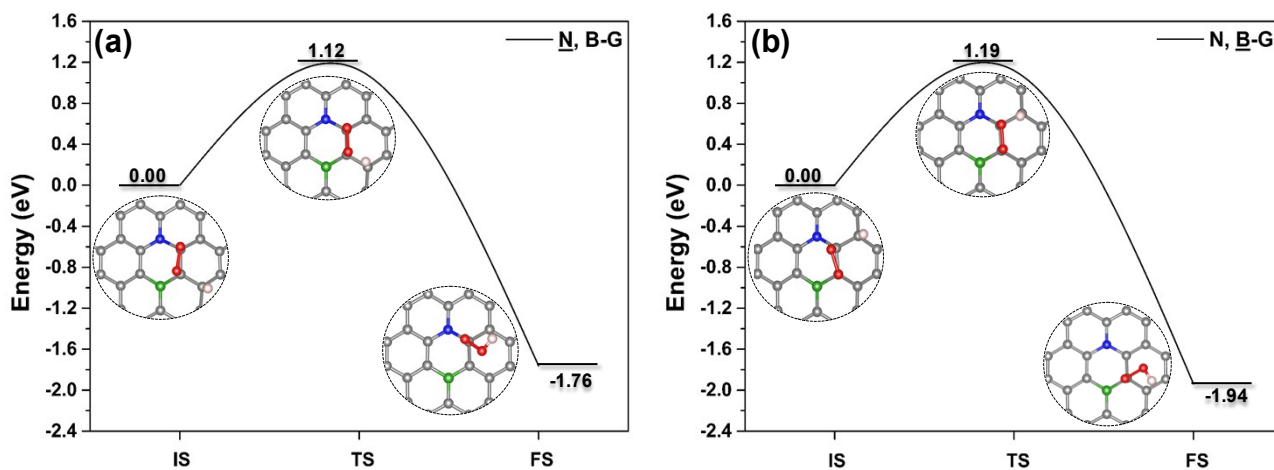 (a)
N, B-G
Energy (eV)
1.6
1.2
0.8
0.4
0.0
-0.4
-0.8
-1.2
-1.6
-2.0
-2.4
0.00
1.12
-1.76
IS
TS
FS
(b)
N, B-G
Energy (eV)
1.6
1.2
0.8
0.4
0.0
-0.4
-0.8
-1.2
-1.6
-2.0
-2.4
0.00
1.19
-1.94
IS
TS
FS